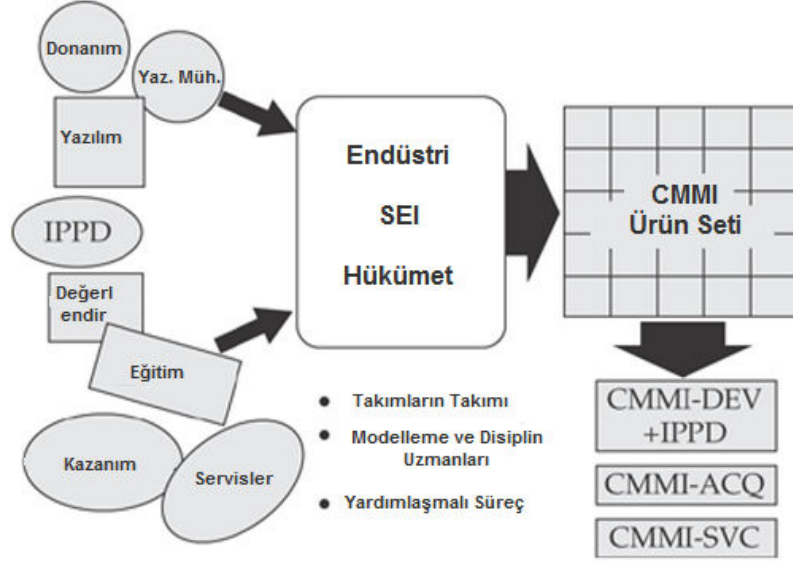 Donanım
Yaz. Müh.
Yazılım
IPPD
Değerl
endir
Eğitim
Kazanım
Servisler
Endüstri
SEI
Hükümet
Takımların Takımı
Modelleme ve Disiplin
Uzmanları
Yardımlaşmalı Süreç
CMMI
Ürün Seti
CMMI-DEV
+IPPD
CMMI-ACQ
CMMI-SVC